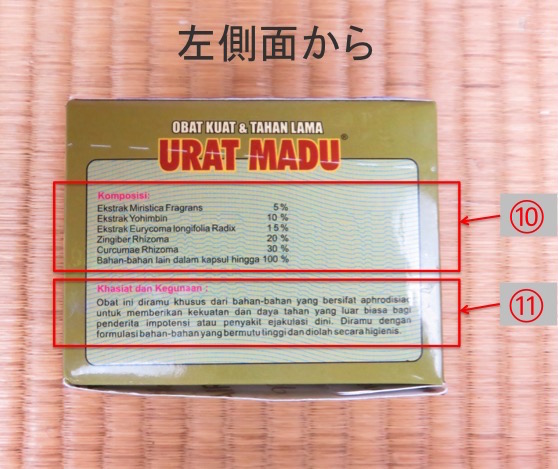 左側面から
OBAT KUAT & TAHAN LAMA
URAT MADU®
Komposisi:
Ekstrak Miristica Fragrans 5 %
Ekstrak Yohimbin 10 %
Ekstrak Eurycoma longifolia Radix 15 %
Zingiber Rhizoma 20 %
Curcumae Rhizoma 30 %
Bahan-bahan lain dalam kapsul hingga 100 %
⑩
Khasiat dan Kegunaan :
Obat ini diramu khusus dari bahan-bahan yang bersifat aphrodisiac
untuk memberikan kekuatan dan daya tahan yang luar biasa bagi
penderita impotensi atau penyakit ejakulasi dini. Diramu dengan
formulasi bahan-bahan yang bermutu tinggi dan diolah secara higienis.
⑪